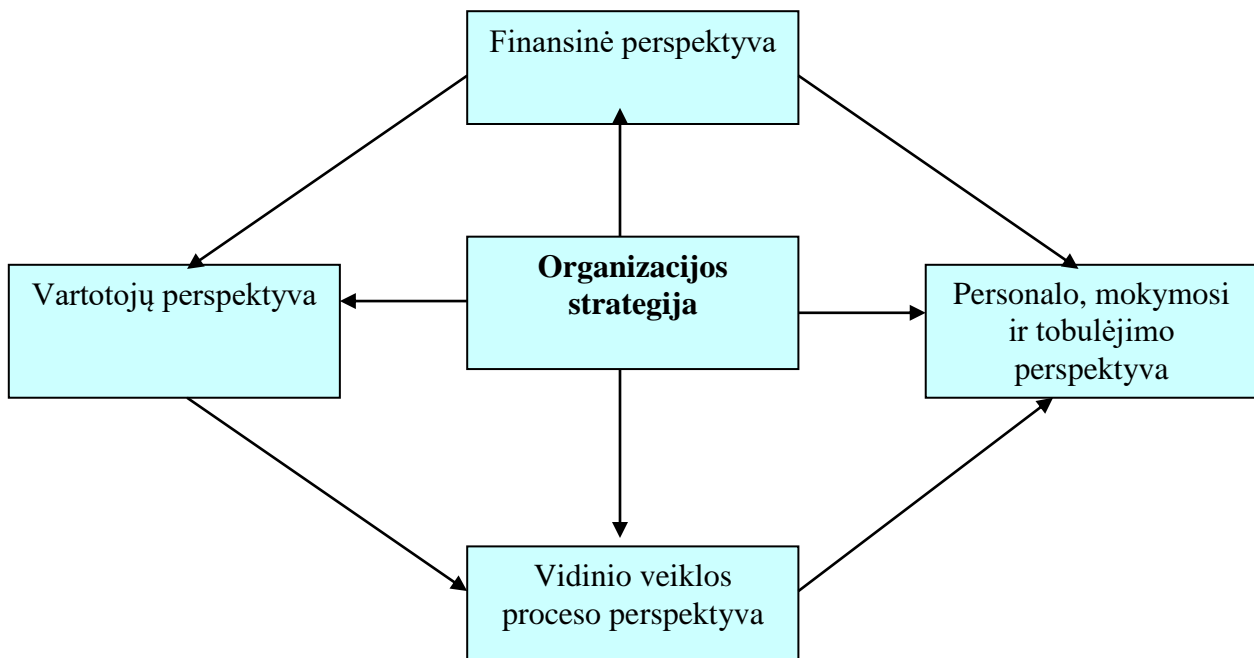 Finansinė perspektyva
Organizacijos
strategija
Vartotojų perspektyva
Personalo, mokymosi
ir tobulėjimo
perspektyva
Vidinio veiklos
proceso perspektyva